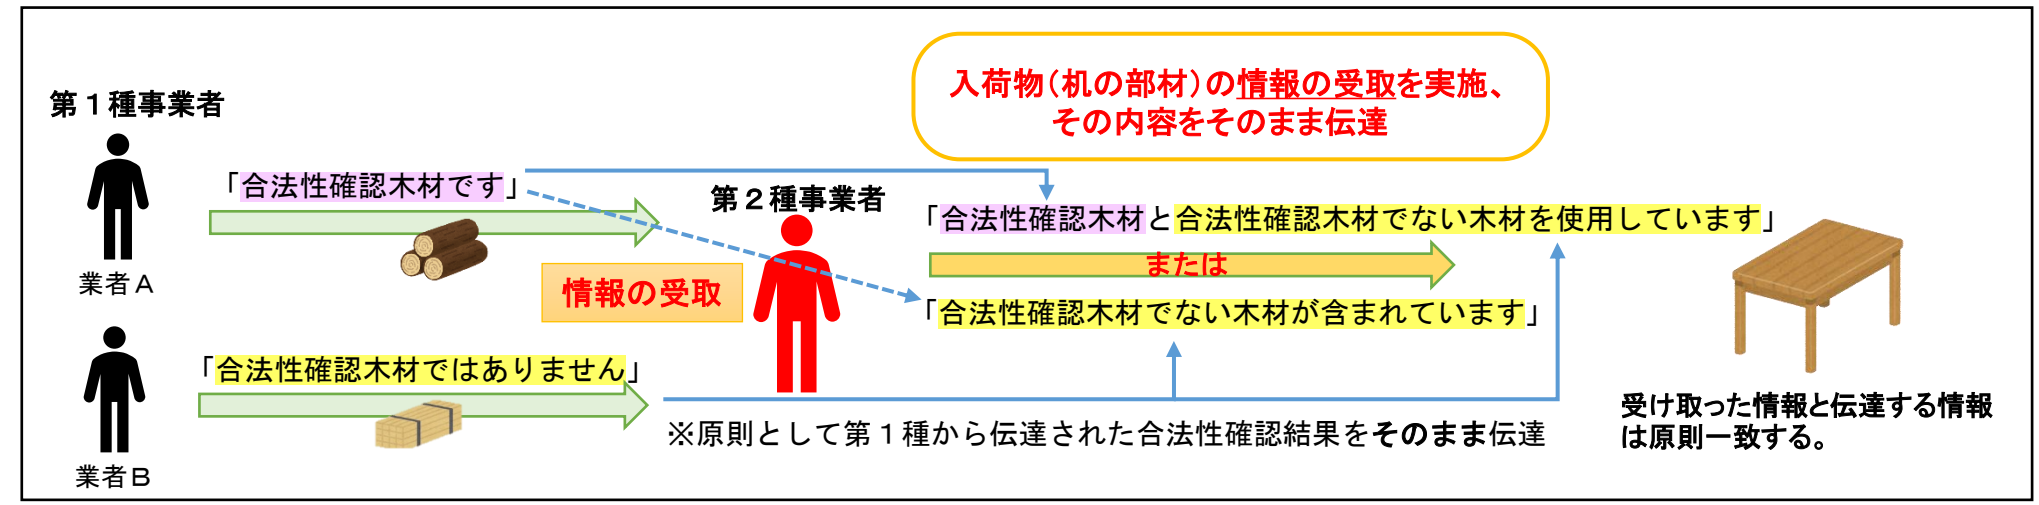 入荷物（机の部材）の情報の受取を実施、
その内容をそのまま伝達
第１種事業者
「合法性確認木材です」
業者Ａ
第２種事業者
情報の受取
「合法性確認木材と合法性確認木材でない木材を使用しています」
または
「合法性確認木材でない木材が含まれています」
「合法性確認木材ではありません」
業者Ｂ
※原則として第１種から伝達された合法性確認結果をそのまま伝達
受け取った情報と伝達する情報
は原則一致する。